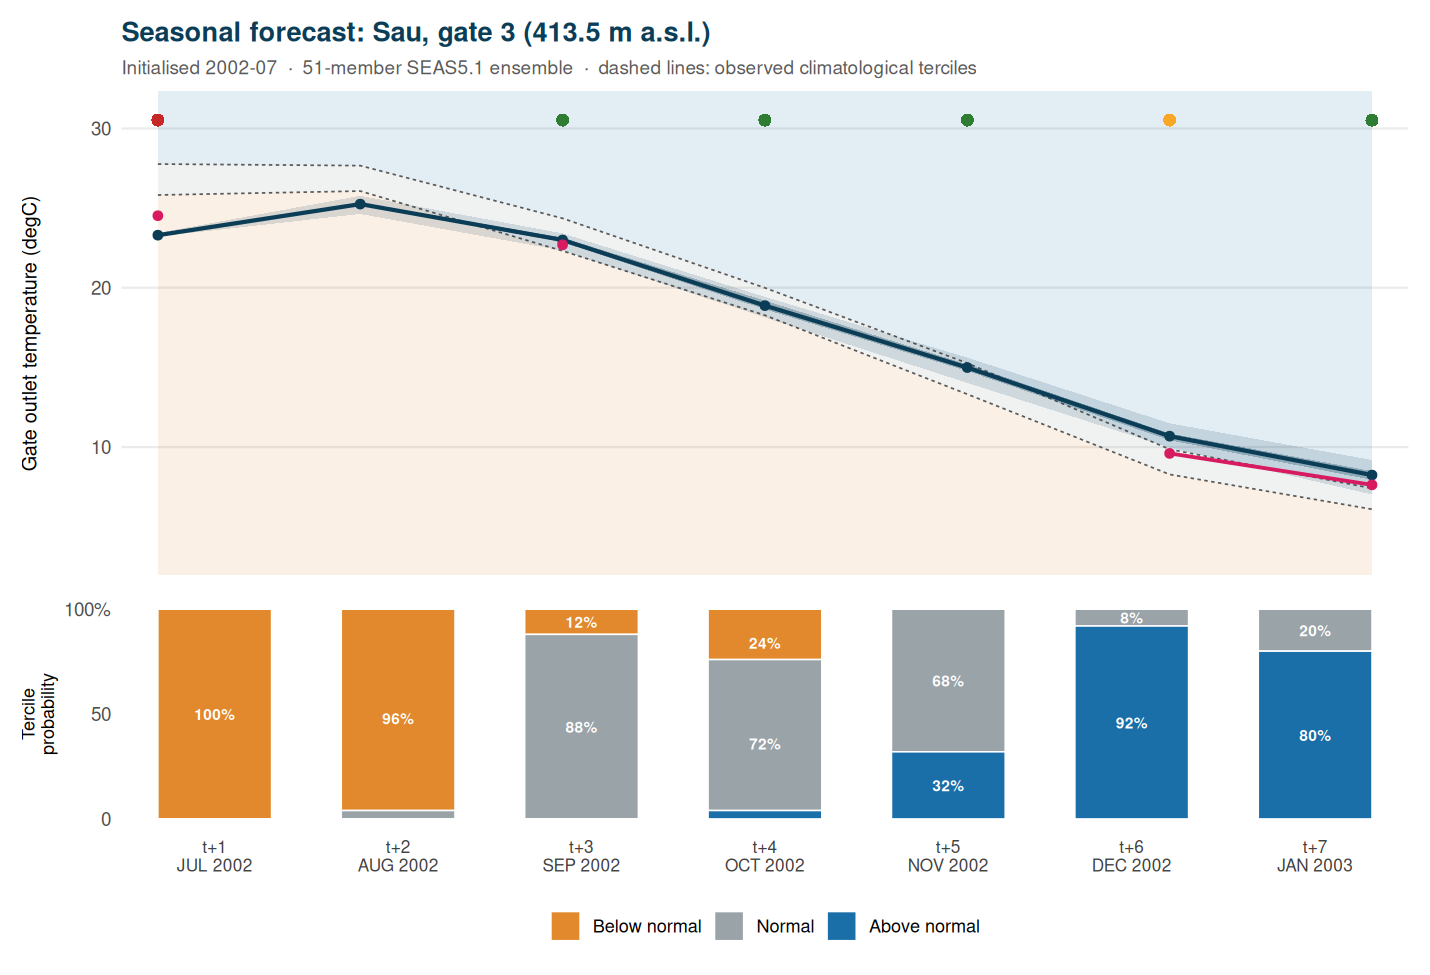 Seasonal forecast: Sau, gate 3 (413.5 m a.s.l.)
Initialised 2002-07 · 51-member SEAS5.1 ensemble · dashed lines: observed climatological terciles
Gate outlet temperature (degC)
30
20
10
Tercile
probability
100%
50
0
100%
96%
12%
88%
24%
72%
68%
32%
8%
92%
20%
80%
t+1
JUL 2002
t+2
AUG 2002
t+3
SEP 2002
t+4
OCT 2002
t+5
NOV 2002
t+6
DEC 2002
t+7
JAN 2003
Below normal
Normal
Above normal